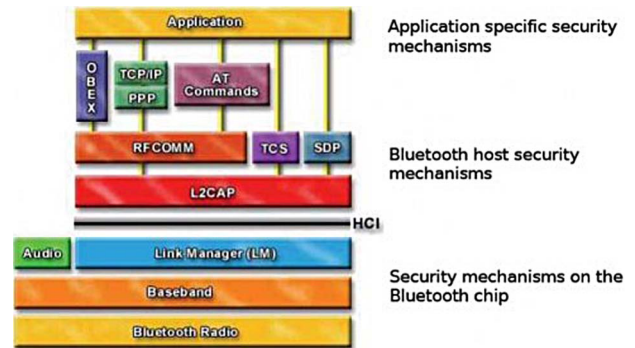 Application
Application specific security
mechanisms
OBEX
TCP/IP
PPP
AT
Commands
RFCOMM
TCS
SDP
Bluetooth host security
mechanisms
L2CAP
HCI
Audio
Link Manager (LM)
Baseband
Bluetooth Radio
Security mechanisms on the
Bluetooth chip